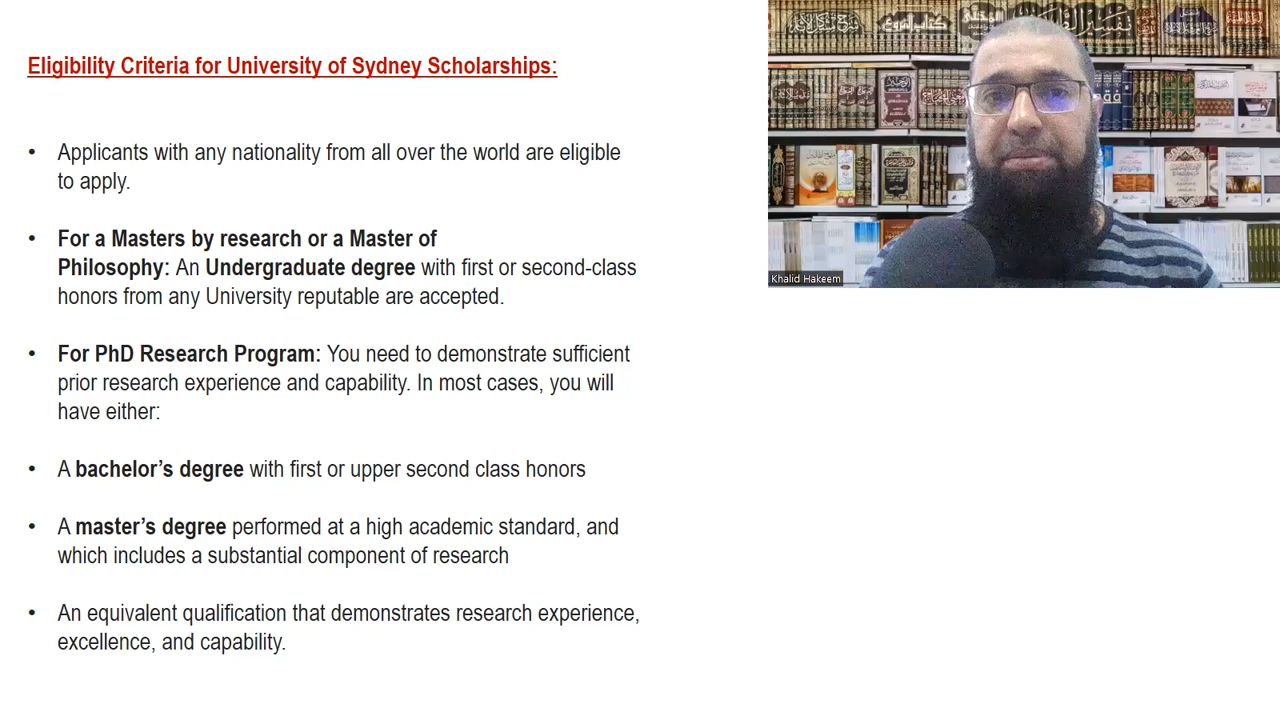 Eligibility Criteria for University of Sydney Scholarships:
• Applicants with any nationality from all over the world are eligible
to apply.
• For a Masters by research or a Master of
Philosophy: An Undergraduate degree with first or second-class
honors from any University reputable are accepted.
• For PhD Research Program: You need to demonstrate sufficient
prior research experience and capability. In most cases, you will
have either:
• A bachelor’s degree with first or upper second class honors
• A master’s degree performed at a high academic standard, and
which includes a substantial component of research
• An equivalent qualification that demonstrates research experience,
excellence, and capability.
Khalid Hakeem